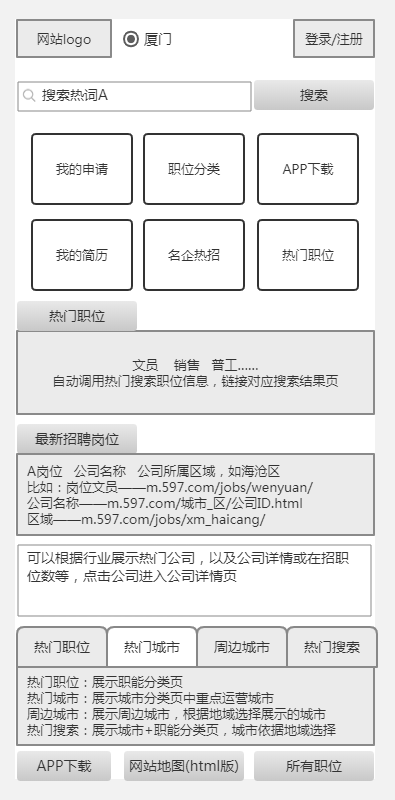 网站logo 厦门 登录/注册
搜索热词A 搜索
我的申请 职位分类 APP下载
我的简历 名企热招 热门职位
热门职位
文员 销售 普工......
自动调用热门搜索职位信息，链接对应搜索结果页
最新招聘岗位
A岗位 公司名称 公司所属区域，如海沧区
比如：岗位文员——m.597.com/jobs/wenyuan/
公司名称——m.597.com/城市_区/公司ID.html
区域——m.597.com/jobs/xm_haicang/
可以根据行业展示热门公司，以及公司详情或在招职
位数等，点击公司进入公司详情页
热门职位 热门城市 周边城市 热门搜索
热门职位：展示职能分类页
热门城市：展示城市分类页中重点运营城市
周边城市：展示周边城市，根据地域选择展示的城市
热门搜索：展示城市+职能分类页，城市依据地域选择
APP下载 网站地图(html版) 所有职位